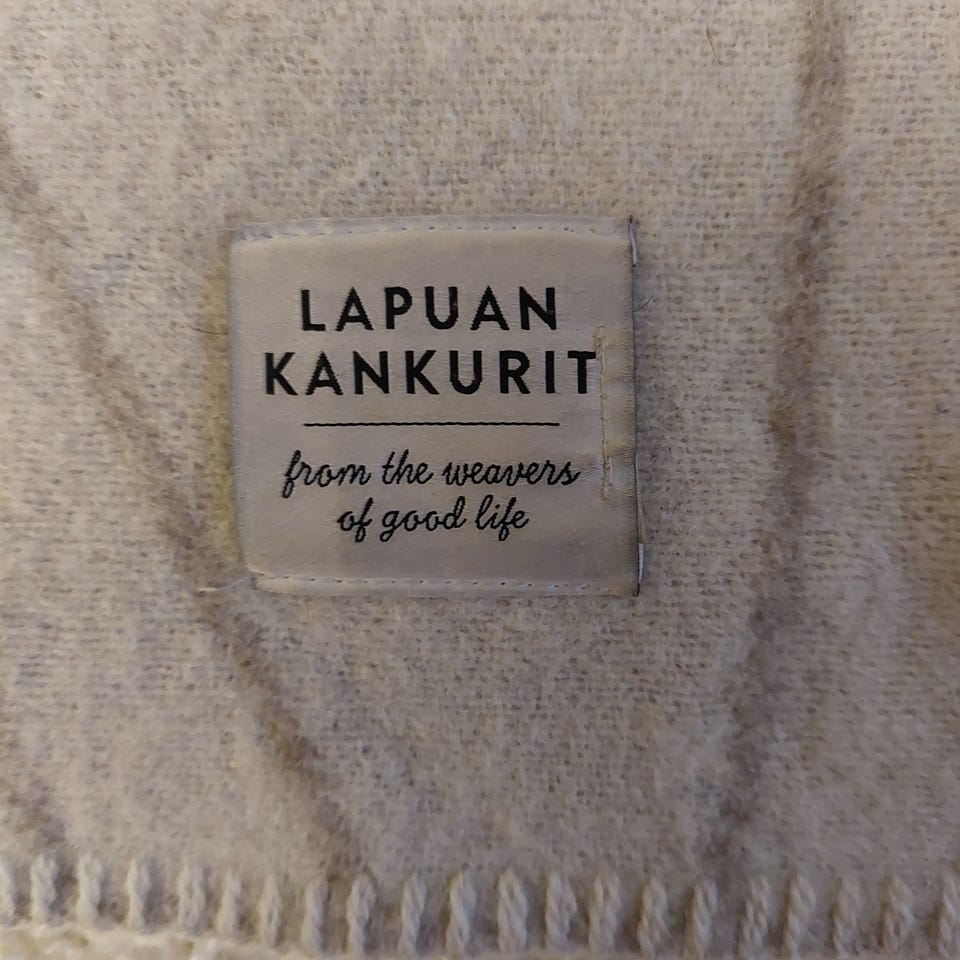 LAPUAN
KANKURIT
from the weavers
of good life